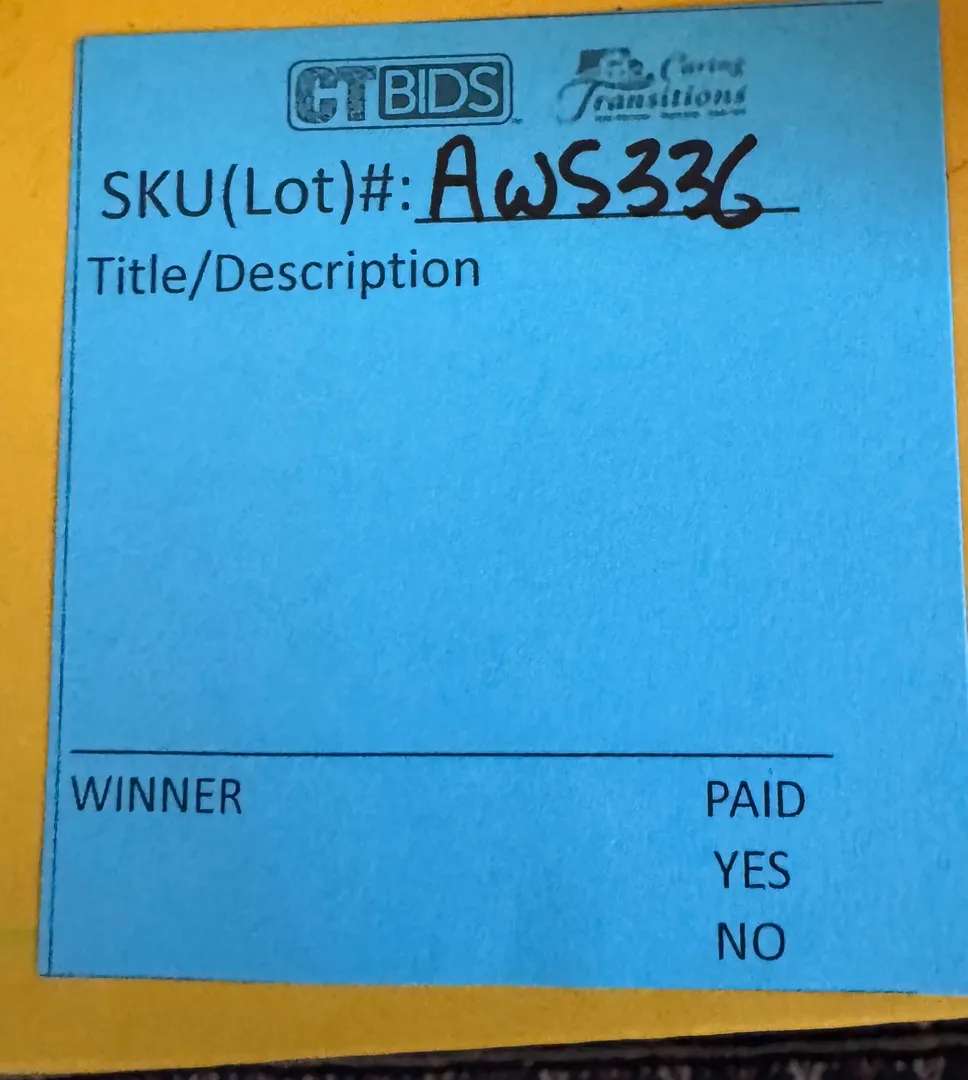 CTBIDS Caring
Transitions
SKU(Lot)#: AWS336
Title/Description
WINNER PAID
YES
NO